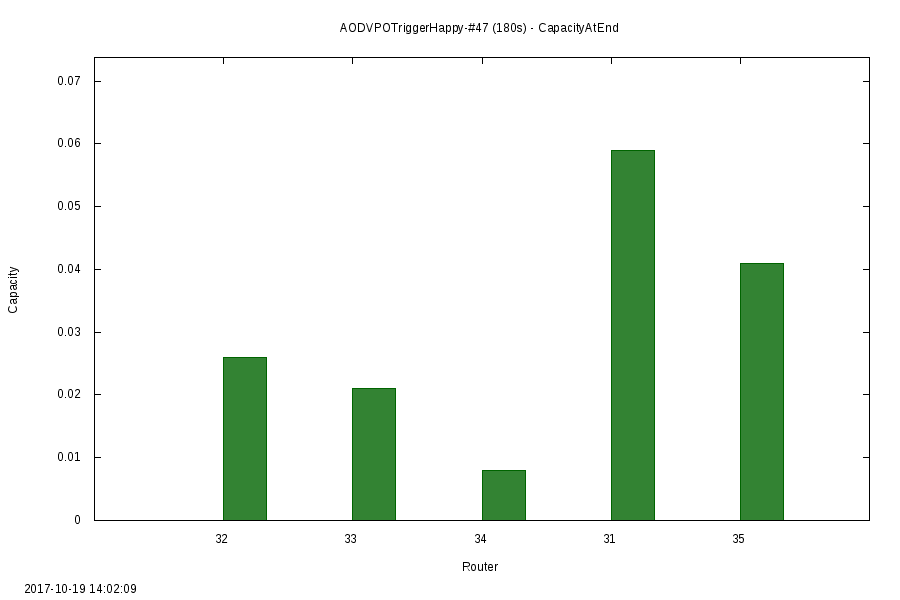 AODVPOTriggerHappy-#47 (180s) - CapacityAtEnd
0.07
0.06
0.05
0.04
0.03
0.02
0.01
0
Capacity
32 33 34 31 35
Router
2017-10-19 14:02:09